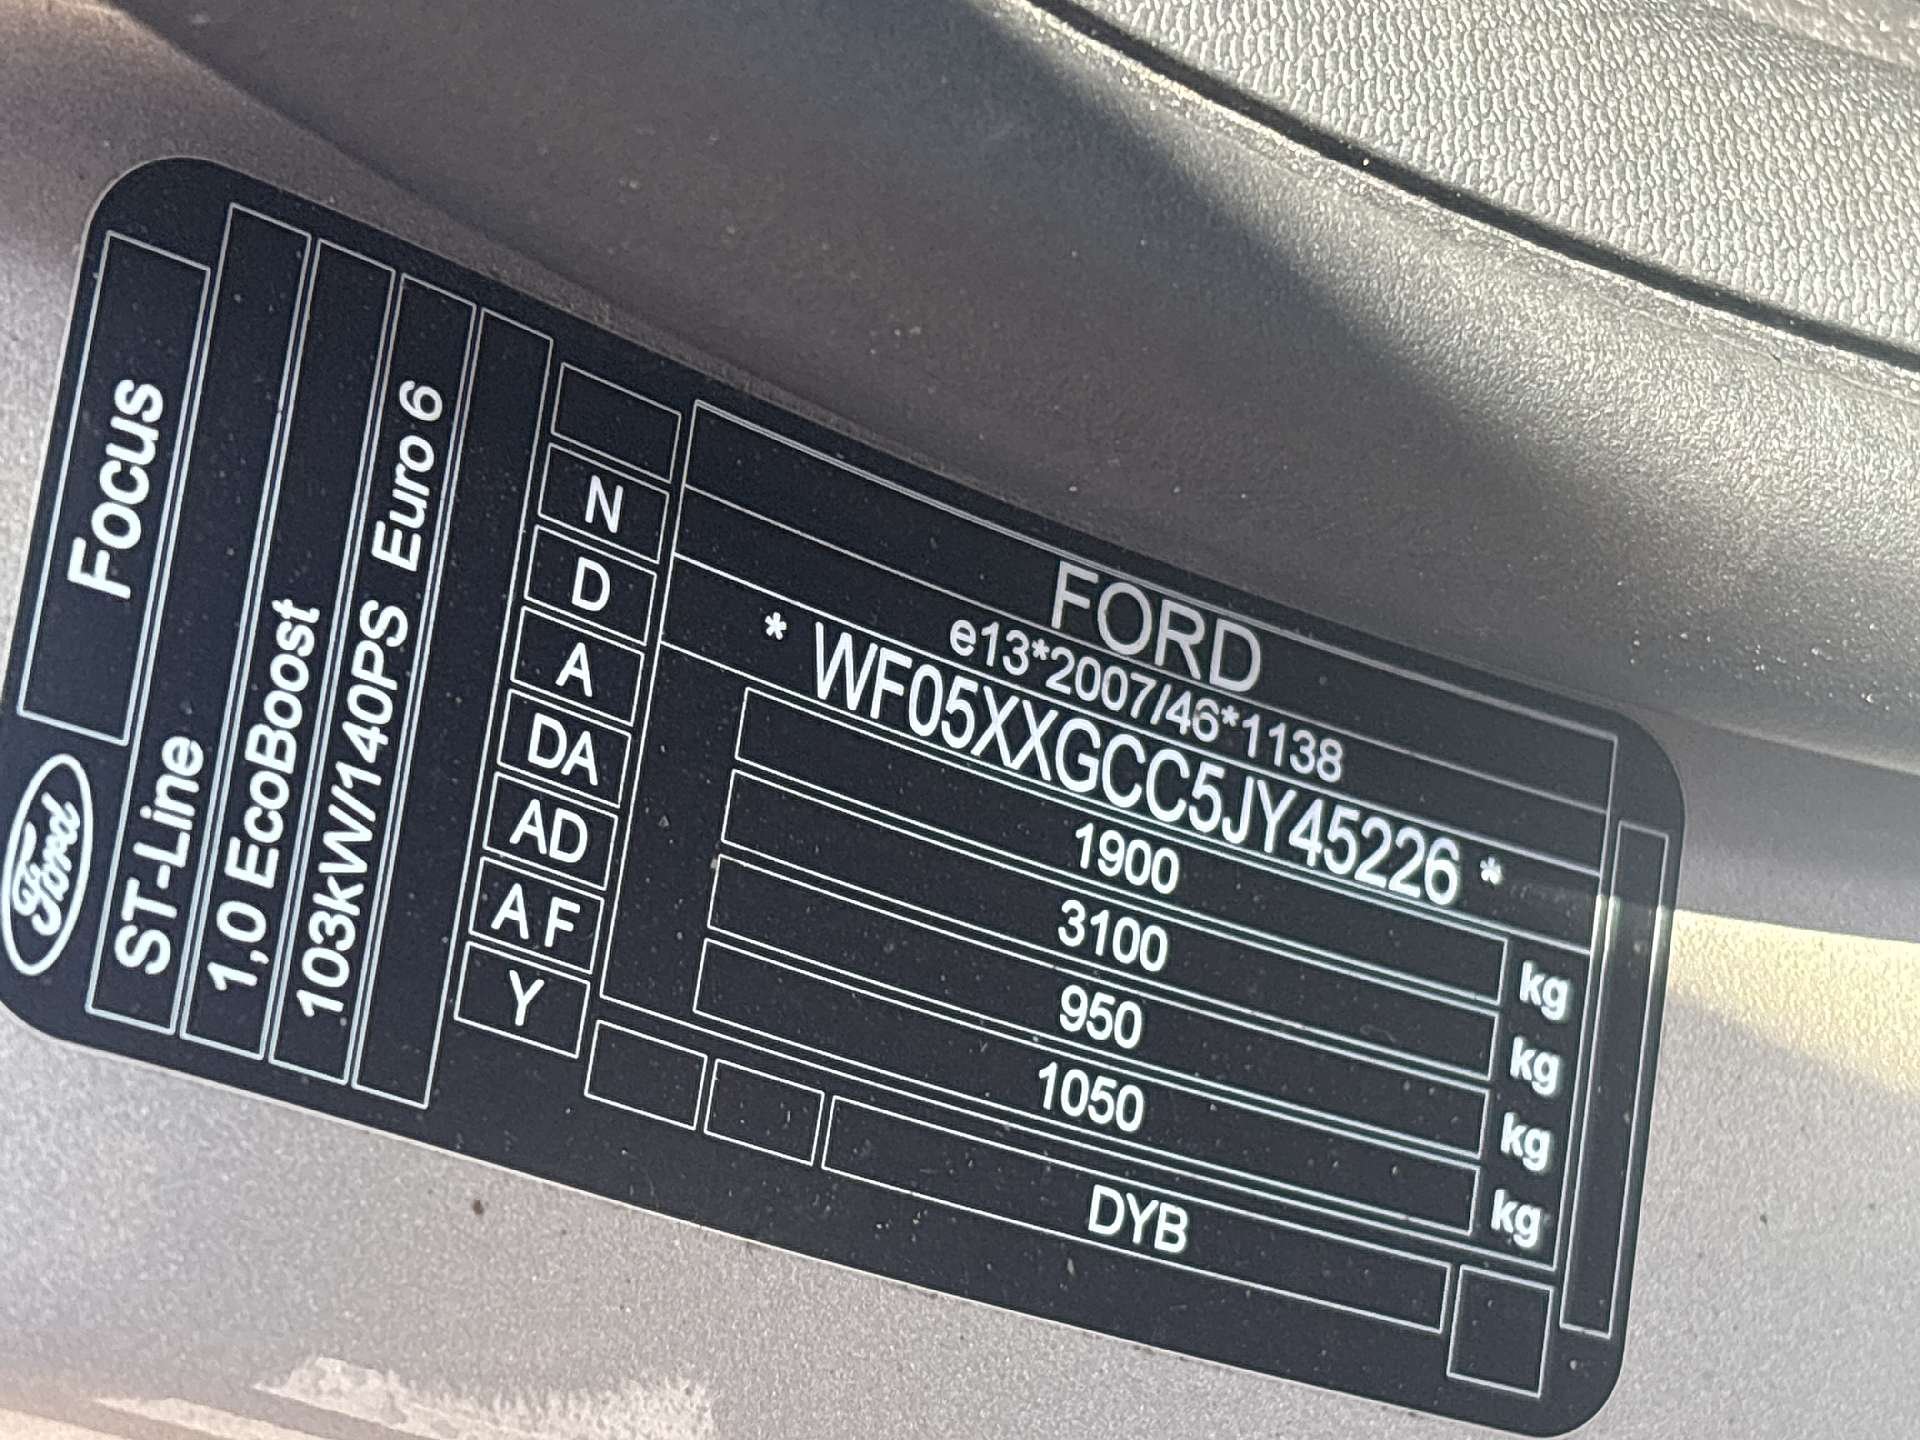 FORD
e13*2007/46*1138
* WF05XXGCC5JY45226 *
1900 kg
3100 kg
950 kg
1050 kg
DYB
N
D
A
DA
AD
A F
Y
Ford
Focus
ST-Line
1,0 EcoBoost
103kW/140PS Euro 6